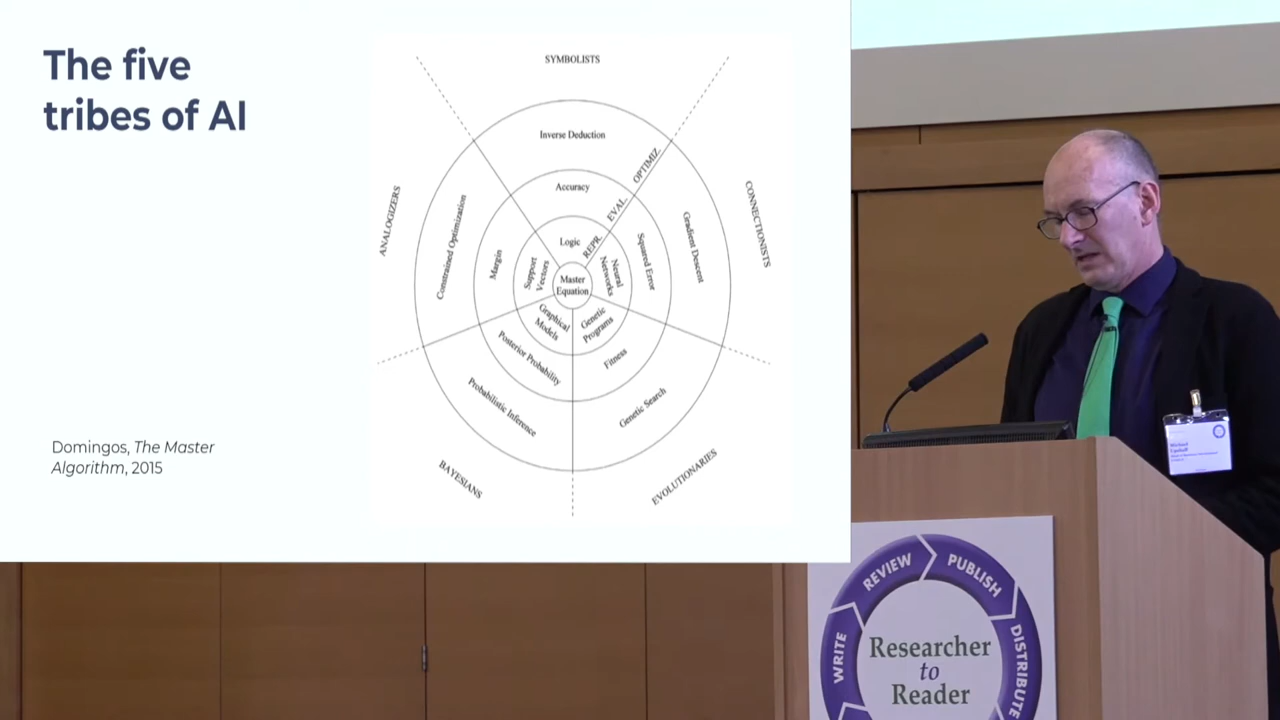 The five
tribes of AI
SYMBOLISTS
Inverse Deduction
OPTIMIZ.
Accuracy
EVAL.
ANALOGIZERS
CONNECTIONISTS
Constrained Optimization
Gradient Descent
Margin
Squared Error
Logic
REPR.
Support
Vectors
Neural
Networks
Master
Equation
Graphical
Models
Genetic
Programs
Posterior Probability
Fitness
Probabilistic Inference
Genetic Search
BAYESIANS
EVOLUTIONARIES
Domingos, The Master
Algorithm, 2015
Michael
WRITE
REVIEW
PUBLISH
DISTRIBUTE
Researcher
to
Reader